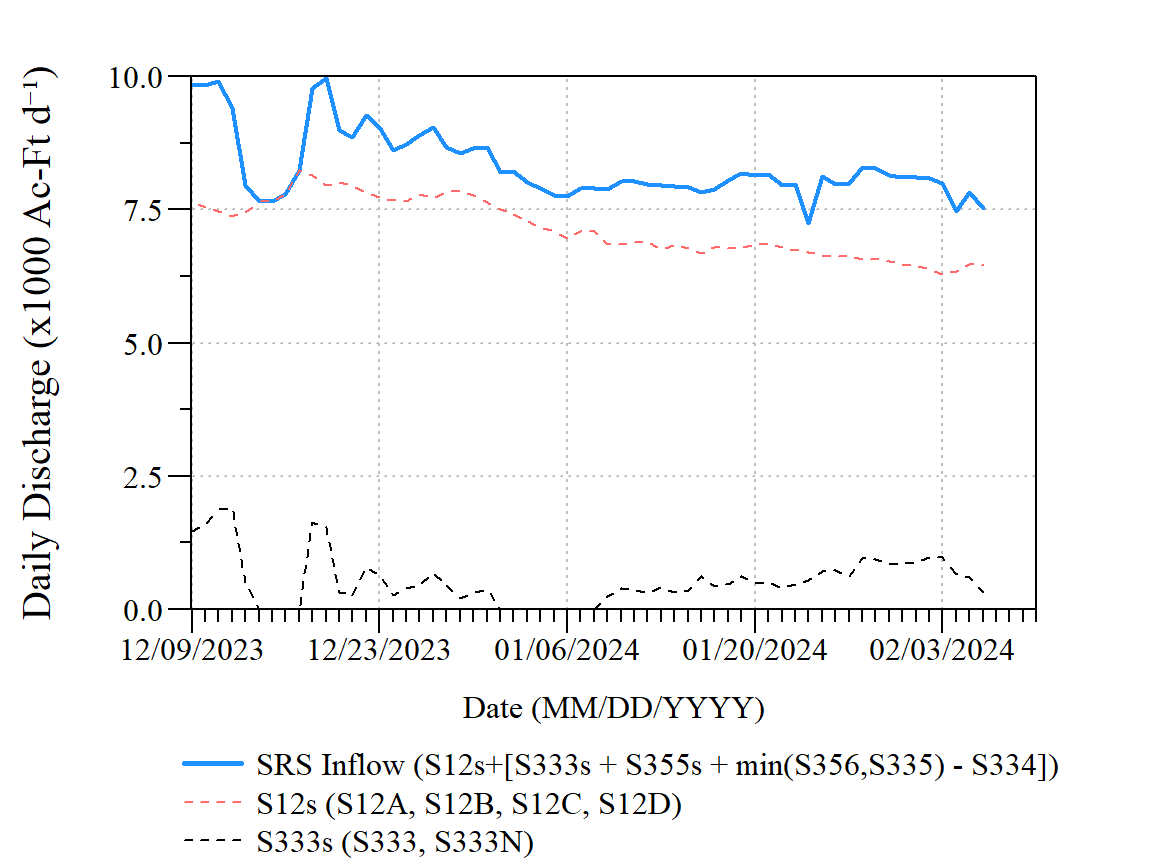 Daily Discharge (x1000 Ac-Ft d⁻¹)
10.0
7.5
5.0
2.5
0.0
12/09/2023 12/23/2023 01/06/2024 01/20/2024 02/03/2024
Date (MM/DD/YYYY)
SRS Inflow (S12s+[S333s + S355s + min(S356,S335) - S334])
S12s (S12A, S12B, S12C, S12D)
S333s (S333, S333N)